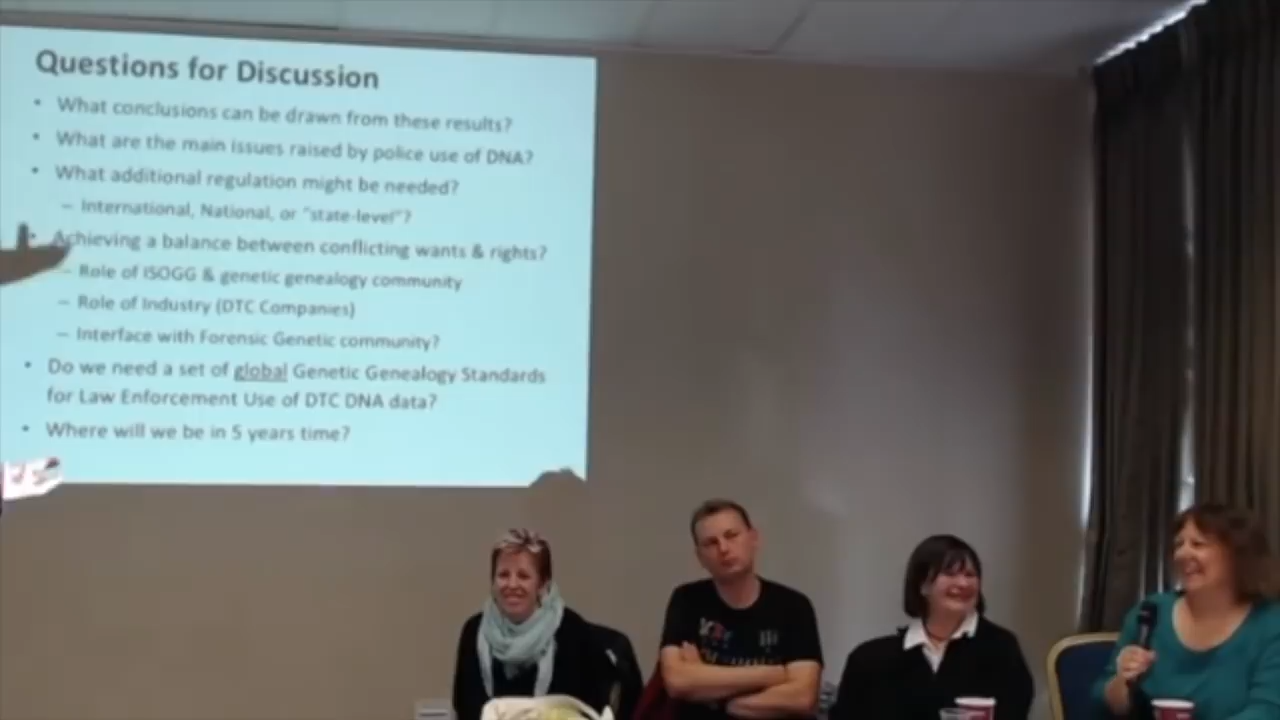 Questions for Discussion
• What conclusions can be drawn from these results?
• What are the main issues raised by police use of DNA?
• What additional regulation might be needed?
– International, National, or "state-level"?
• Achieving a balance between conflicting wants & rights?
– Role of ISOGG & genetic genealogy community
– Role of Industry (DTC Companies)
– Interface with Forensic Genetic community?
• Do we need a set of global Genetic Genealogy Standards
for Law Enforcement Use of DTC DNA data?
• Where will we be in 5 years time?